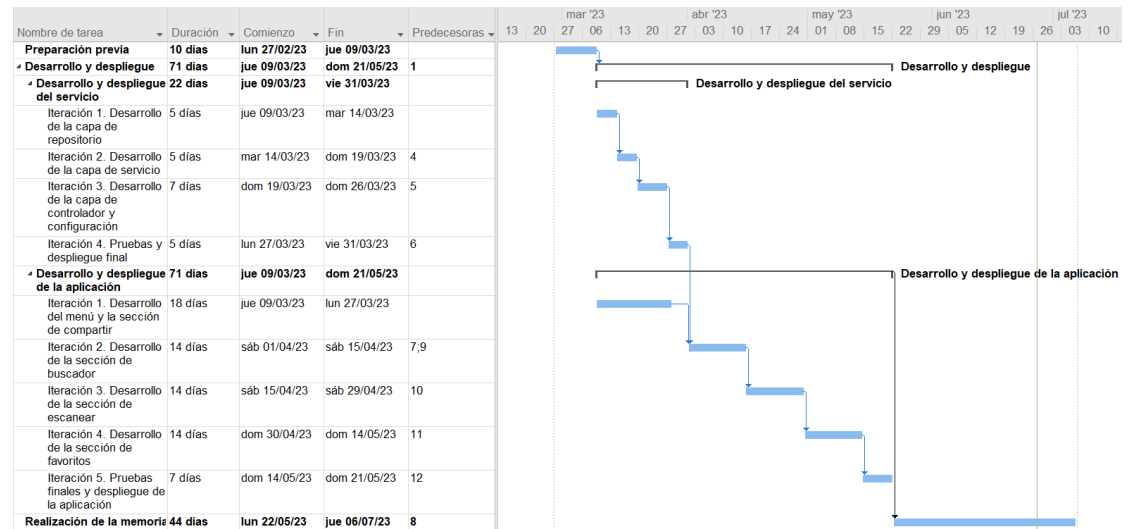 mar '23 abr '23 may '23 jun '23 jul '23
Nombre de tarea Duración Comienzo Fin Predecesoras 13 20 27 06 13 20 27 03 10 17 24 01 08 15 22 29 05 12 19 26 03 10
Preparación previa 10 dias lun 27/02/23 jue 09/03/23
Desarrollo y despliegue 71 dias jue 09/03/23 dom 21/05/23 1 Desarrollo y despliegue
Desarrollo y despliegue 22 dias jue 09/03/23 vie 31/03/23 Desarrollo y despliegue del servicio
del servicio
Iteración 1. Desarrollo 5 días jue 09/03/23 mar 14/03/23
de la capa de
repositorio
Iteración 2. Desarrollo 5 días mar 14/03/23 dom 19/03/23 4
de la capa de servicio
Iteración 3. Desarrollo 7 días dom 19/03/23 dom 26/03/23 5
de la capa de
controlador y
configuración
Iteración 4. Pruebas y 5 días lun 27/03/23 vie 31/03/23 6
despliegue final
Desarrollo y despliegue 71 dias jue 09/03/23 dom 21/05/23 Desarrollo y despliegue de la aplicación
de la aplicación
Iteración 1. Desarrollo 18 días jue 09/03/23 lun 27/03/23
del menú y la sección
de compartir
Iteración 2. Desarrollo 14 días sáb 01/04/23 sáb 15/04/23 7;9
de la sección de
buscador
Iteración 3. Desarrollo 14 días sáb 15/04/23 sáb 29/04/23 10
de la sección de
escanear
Iteración 4. Desarrollo 14 días dom 30/04/23 dom 14/05/23 11
de la sección de
favoritos
Iteración 5. Pruebas 7 días dom 14/05/23 dom 21/05/23 12
finales y despliegue de
la aplicación
Realización de la memoria 44 dias lun 22/05/23 jue 06/07/23 8